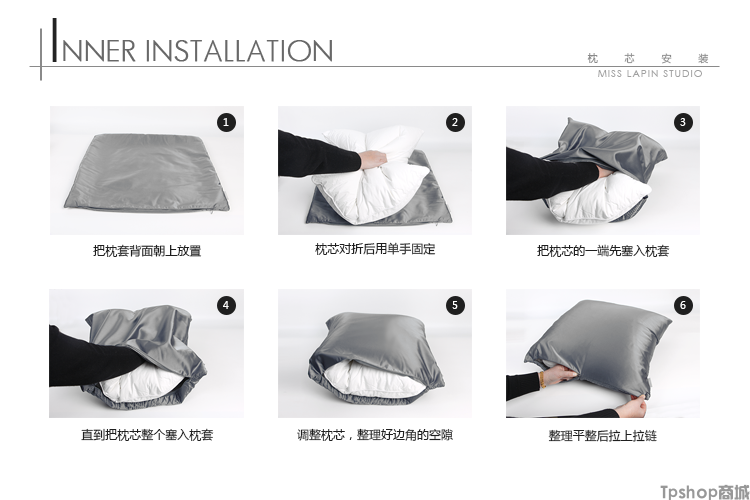 INNER INSTALLATION
枕芯安装
MISS LAPIN STUDIO
1
2
3
把枕套背面朝上放置
枕芯对折后用单手固定
把枕芯的一端先塞入枕套
4
5
6
直到把枕芯整个塞入枕套
调整枕芯，整理好边角的空隙
整理平整后拉上拉链
Tpshop商城